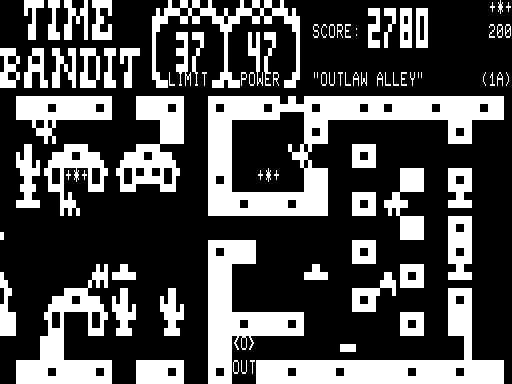 TIME
BANDIT
37
LIMIT
47
POWER
SCORE: 2780
"OUTLAW ALLEY"
+*+
200
(1A)
+*+
+*+
<O>
OUT